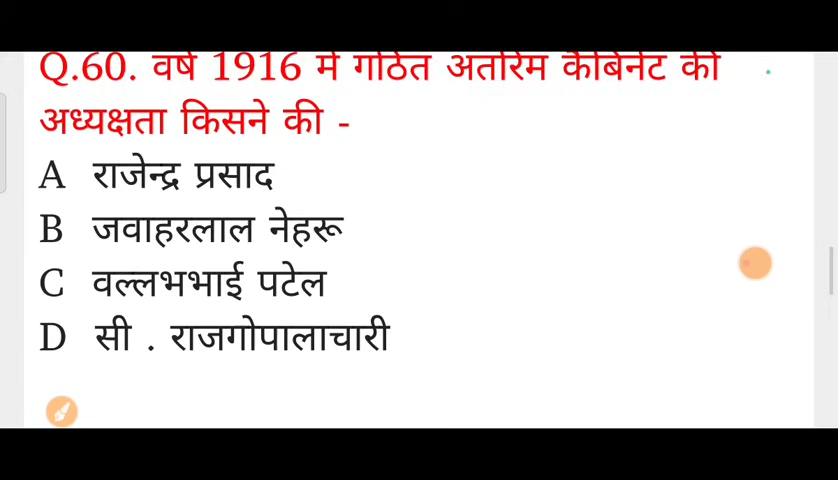 Q.60. वर्ष 1916 में गठित अंतरिम कैबिनेट की
अध्यक्षता किसने की -
A राजेन्द्र प्रसाद
B जवाहरलाल नेहरू
C वल्लभभाई पटेल
D सी . राजगोपालाचारी